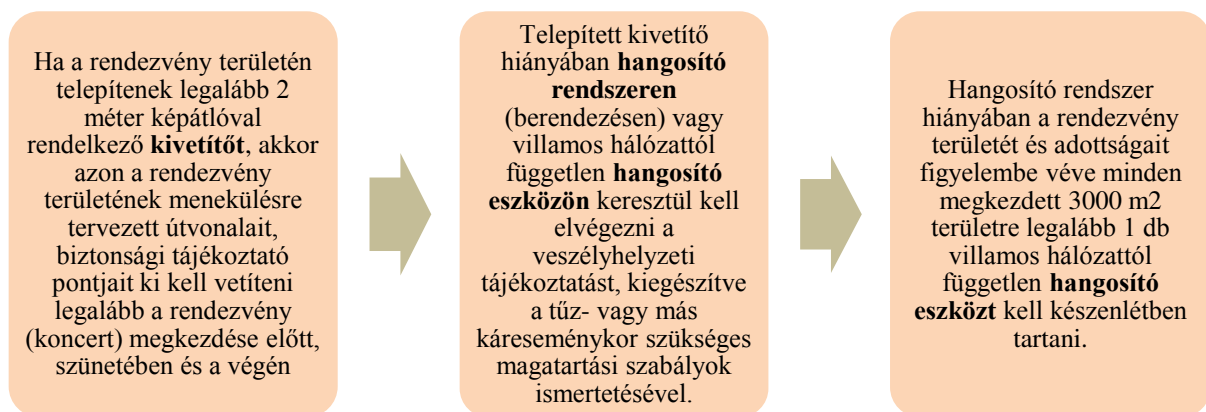 Ha a rendezvény területén
telepítenek legalább 2
méter képátlóval
rendelkező kivetítőt, akkor
azon a rendezvény
területének menekülésre
tervezett útvonalait,
biztonsági tájékoztató
pontjait ki kell vetíteni
legalább a rendezvény
(koncert) megkezdése előtt,
szünetében és a végén
Telepített kivetítő
hiányában hangosító
rendszeren
(berendezésen) vagy
villamos hálózattól
független hangosító
eszközön keresztül kell
elvégezni a
veszélyhelyzeti
tájékoztatást, kiegészítve
a tűz- vagy más
káreseménykor szükséges
magatartási szabályok
ismertetésével.
Hangosító rendszer
hiányában a rendezvény
területét és adottságait
figyelembe véve minden
megkezdett 3000 m2
területre legalább 1 db
villamos hálózattól
független hangosító
eszközt kell készenlétben
tartani.